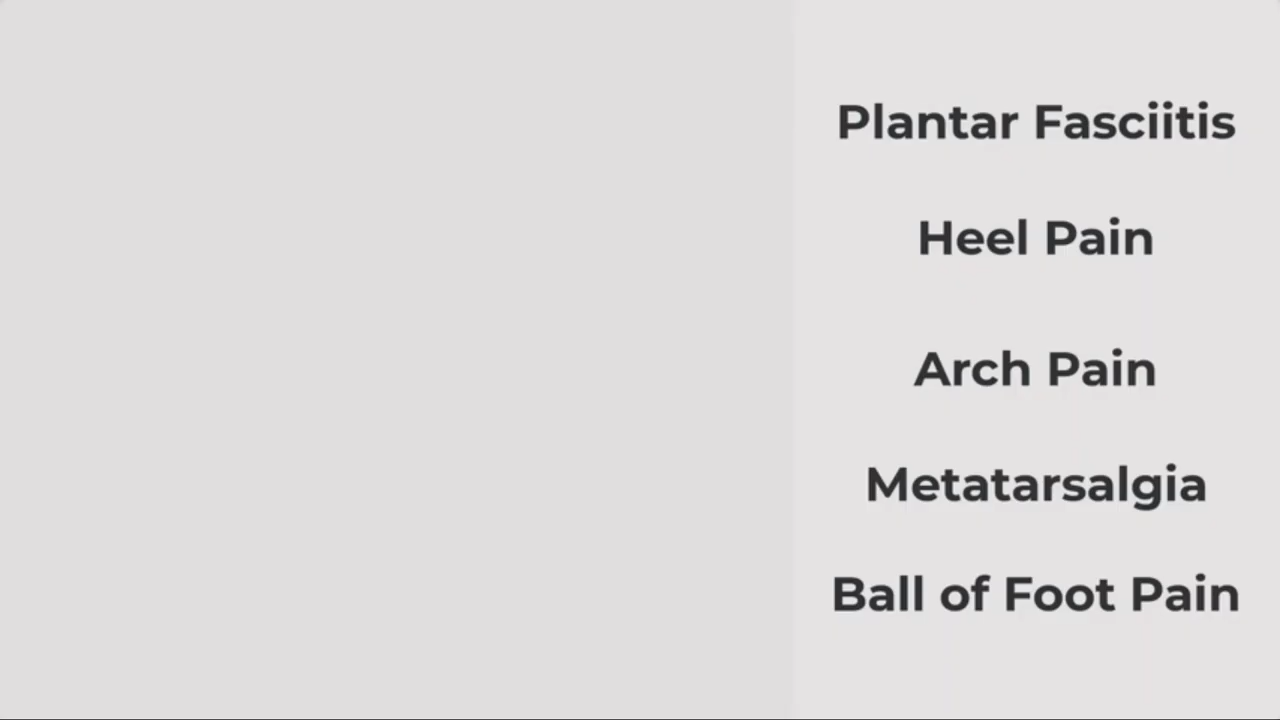 Plantar Fasciitis
Heel Pain
Arch Pain
Metatarsalgia
Ball of Foot Pain